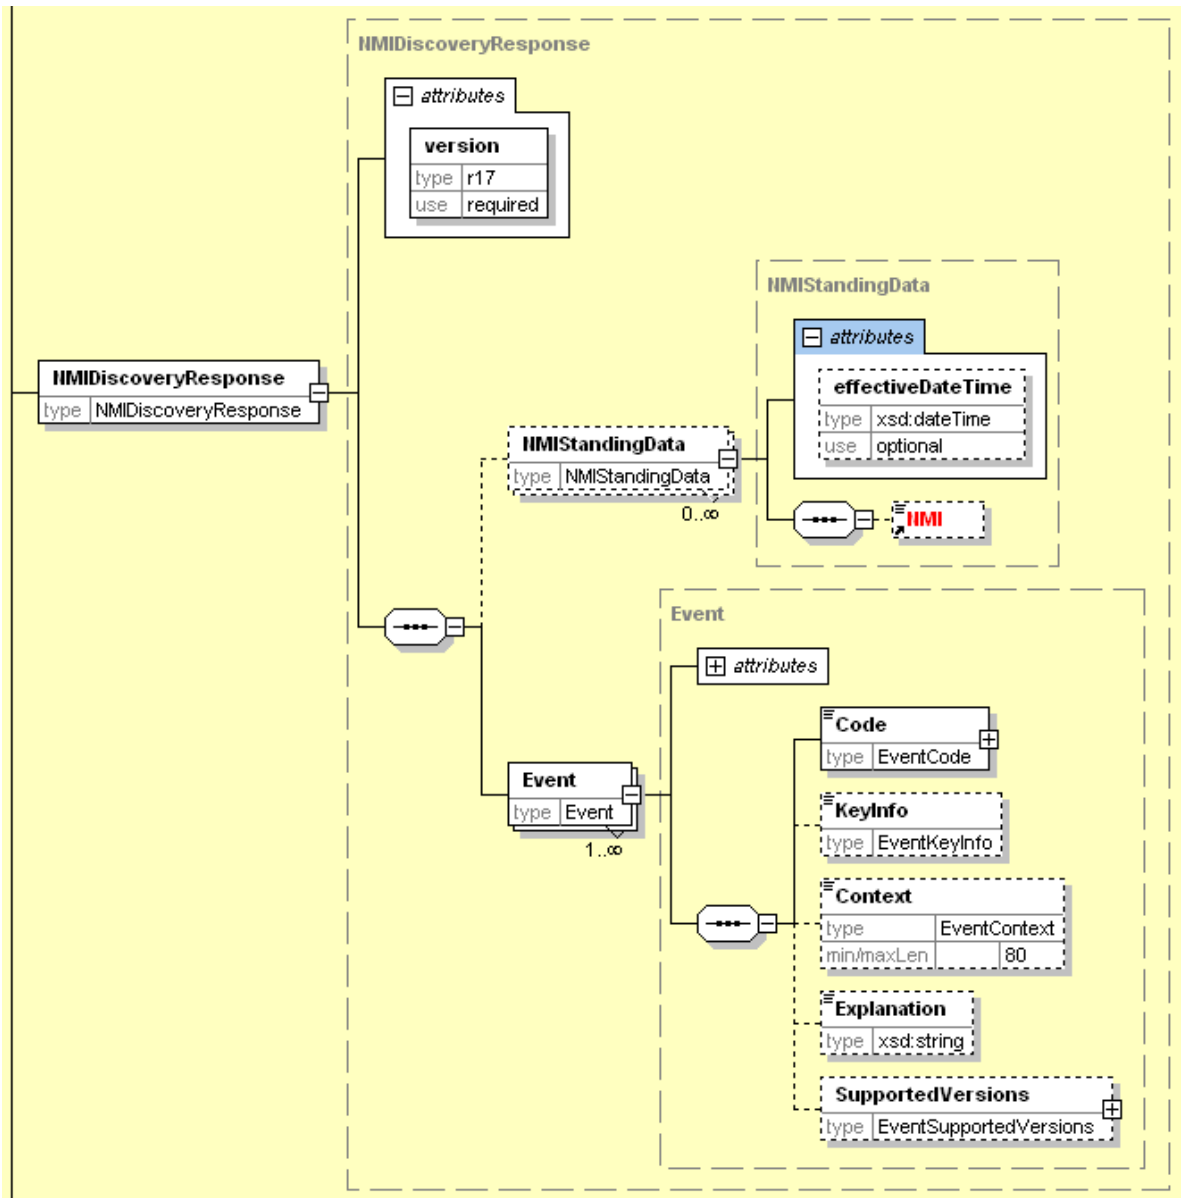 NMIDiscoveryResponse
attributes
version
type r17
use required
NMIStandingData
attributes
effectiveDateTime
type xsd:dateTime
use optional
NMIDiscoveryResponse
type NMIDiscoveryResponse
NMIStandingData
type NMIStandingData
0..∞
NMI
Event
attributes
Code
type EventCode
Event
type Event
1..∞
KeyInfo
type EventKeyInfo
Context
type EventContext
min/maxLen 80
Explanation
type xsd:string
SupportedVersions
type EventSupportedVersions